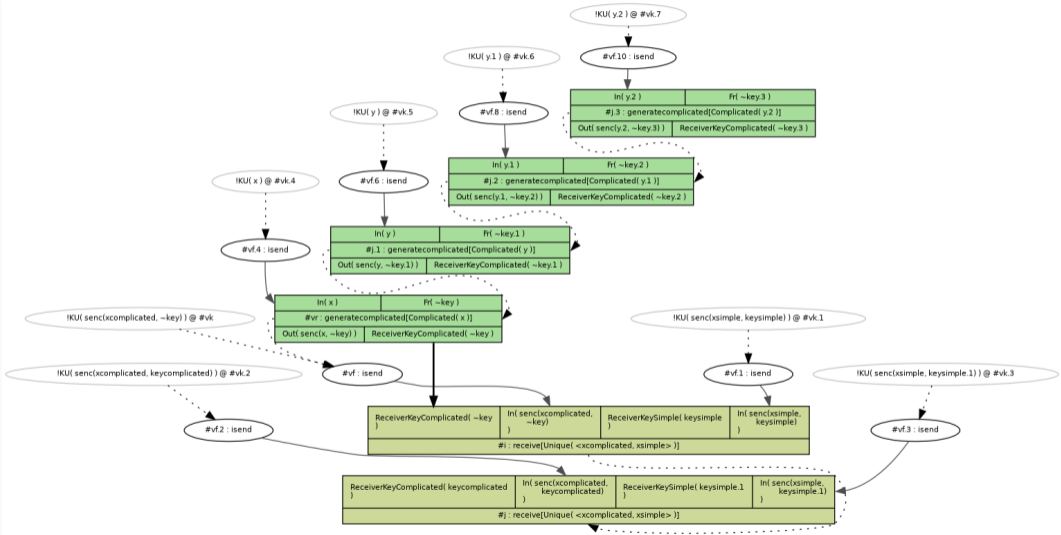 !KU( y.2 ) @ #vk.7
!KU( y.1 ) @ #vk.6
#vf.10 : isend
In( y.2 )
Fr( ~key.3 )
#j.3 : generatecomplicated[Complicated( y.2 )]
Out( senc(y.2, ~key.3) )
ReceiverKeyComplicated( ~key.3 )
!KU( y ) @ #vk.5
#vf.8 : isend
In( y.1 )
Fr( ~key.2 )
#j.2 : generatecomplicated[Complicated( y.1 )]
Out( senc(y.1, ~key.2) )
ReceiverKeyComplicated( ~key.2 )
!KU( x ) @ #vk.4
#vf.6 : isend
In( y )
Fr( ~key.1 )
#j.1 : generatecomplicated[Complicated( y )]
Out( senc(y, ~key.1) )
ReceiverKeyComplicated( ~key.1 )
#vf.4 : isend
In( x )
Fr( ~key )
#vr : generatecomplicated[Complicated( x )]
Out( senc(x, ~key) )
ReceiverKeyComplicated( ~key )
!KU( senc(xcomplicated, ~key) ) @ #vk
!KU( senc(xsimple, keysimple) ) @ #vk.1
!KU( senc(xcomplicated, keycomplicated) ) @ #vk.2
#vf : isend
#vf.1 : isend
!KU( senc(xsimple, keysimple.1) ) @ #vk.3
#vf.2 : isend
#vf.3 : isend
ReceiverKeyComplicated( ~key
)
In( senc(xcomplicated,
~key)
)
ReceiverKeySimple( keysimple
)
In( senc(xsimple,
keysimple)
)
#i : receive[Unique( <xcomplicated, xsimple> )]
ReceiverKeyComplicated( keycomplicated
)
In( senc(xcomplicated,
keycomplicated)
)
ReceiverKeySimple( keysimple.1
)
In( senc(xsimple,
keysimple.1)
)
#j : receive[Unique( <xcomplicated, xsimple> )]